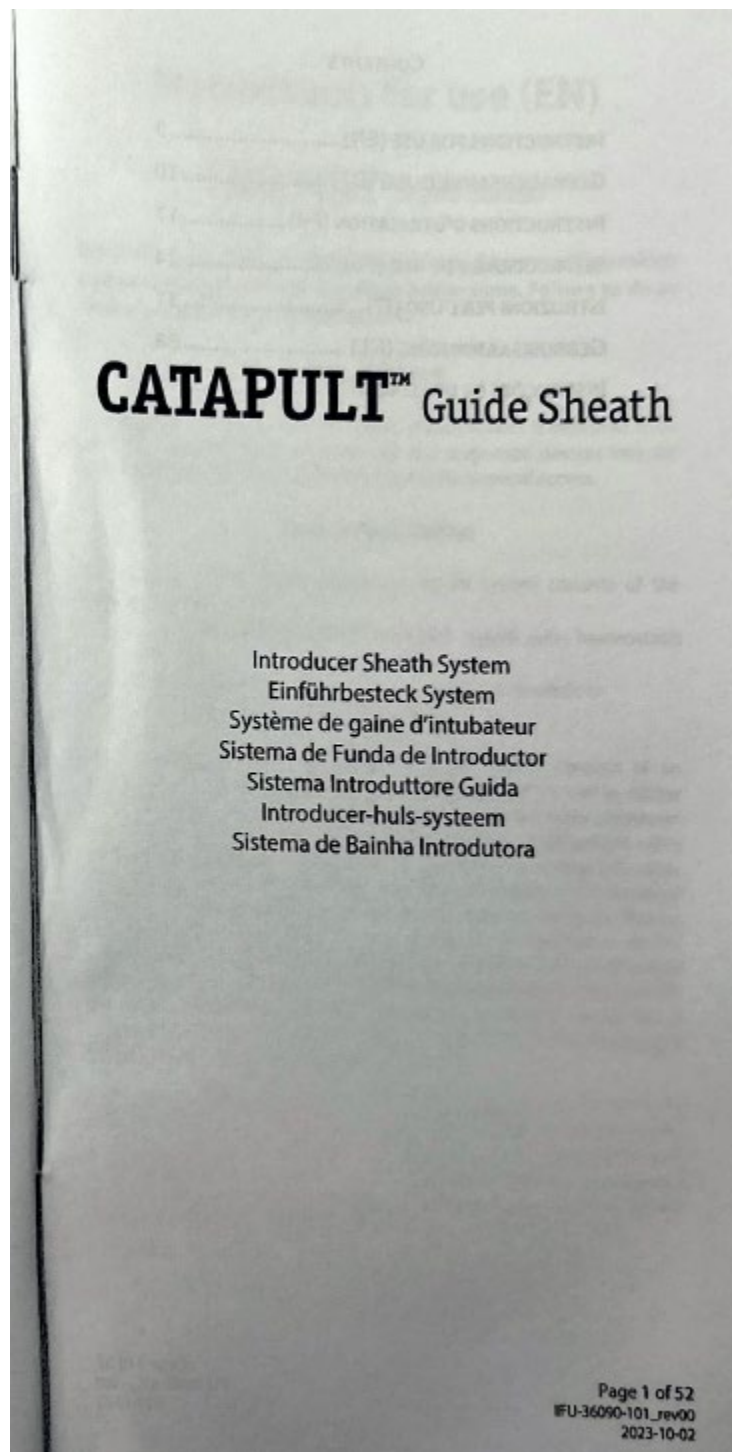 CATAPULT™ Guide Sheath
Introducer Sheath System
Einführbesteck System
Système de gaine d'intubateur
Sistema de Funda de Introductor
Sistema Introduttore Guida
Introducer-huls-systeem
Sistema de Bainha Introdutora
Page 1 of 52
IFU-36090-101_rev00
2023-10-02